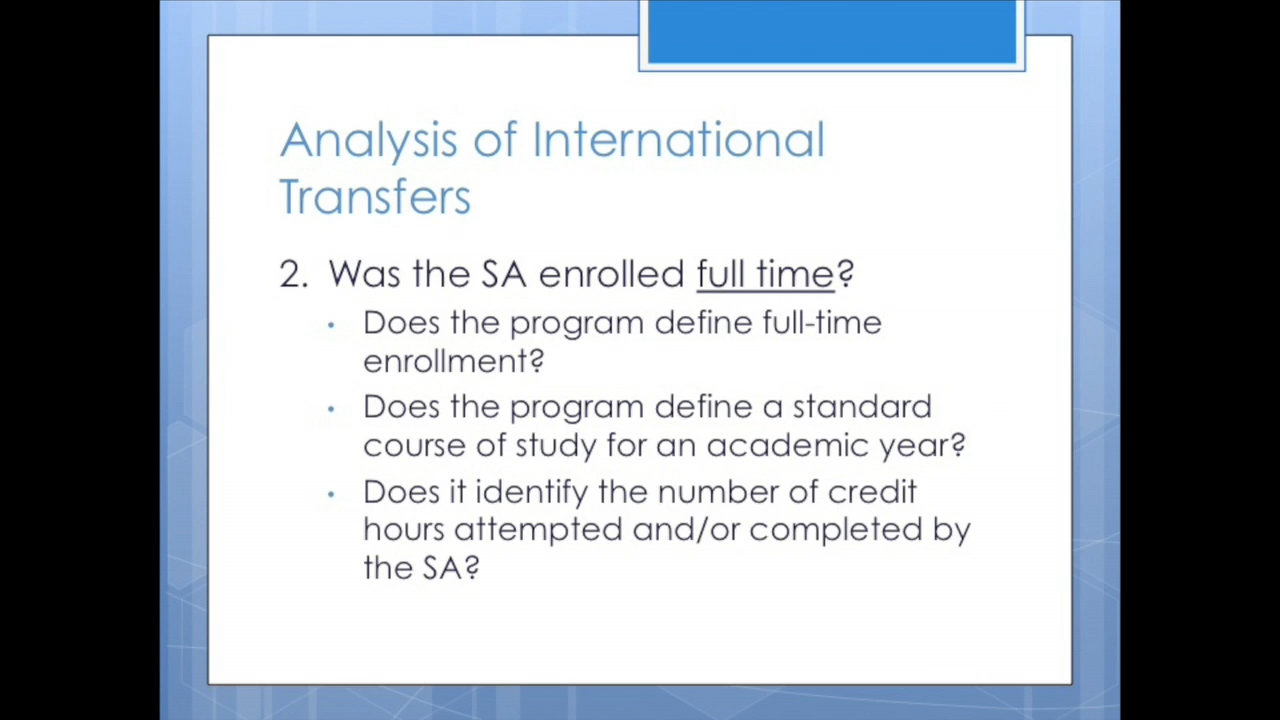 Analysis of International
Transfers
2. Was the SA enrolled full time?
• Does the program define full-time
enrollment?
• Does the program define a standard
course of study for an academic year?
• Does it identify the number of credit
hours attempted and/or completed by
the SA?